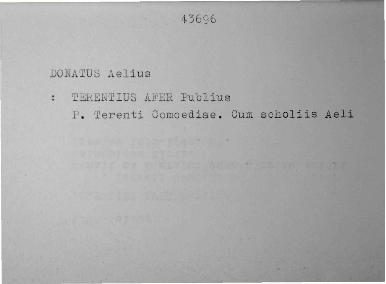 43696
DONATUS Aelius
: TERENTIUS AFER Publius
P. Terenti Comoediae. Cum scholiis Aeli